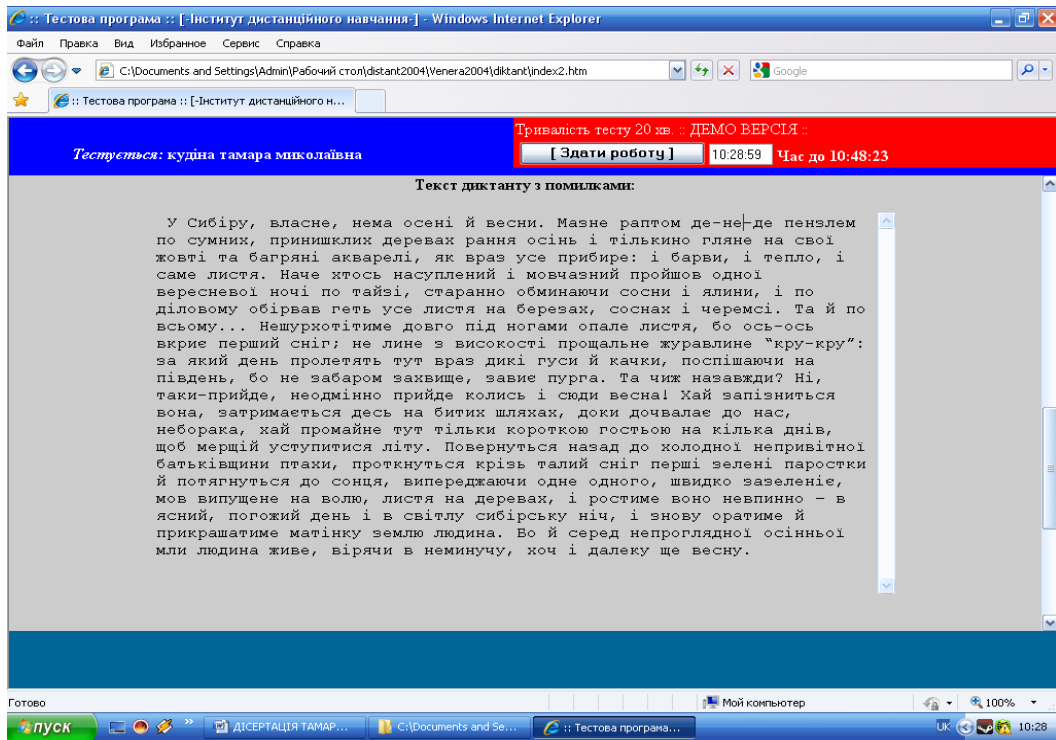 :: Тестова програма :: [-Інститут дистанційного навчання-] - Windows Internet Explorer
Файл Правка Вид Избранное Сервис Справка
C:\Documents and Settings\Admin\Рабочий стол\distant2004\Venera2004\diktant\index2.htm
Google
:: Тестова програма :: [-Інститут дистанційного н...
Тривалість тесту 20 хв. :: ДЕМО ВЕРСІЯ ::
Тестується: кудіна тамара миколаївна
[ Здати роботу ] 10:28:59 Час до 10:48:23
Текст диктанту з помилками:
У Сибіру, власне, нема осені й весни. Мазне раптом де-не-де пензлем
по сумних, принишклих деревах рання осінь і тількино гляне на свої
жовті та багряні акварелі, як враз усе прибире: і барви, і тепло, і
саме листя. Наче хтось насуплений і мовчазний пройшов одної
вересневої ночі по тайзі, старанно обминаючи сосни і ялини, і по
діловому обірвав геть усе листя на березах, соснах і черемсі. Та й по
всьому... Нешурхотітиме довго під ногами опале листя, бо ось-ось
вкриє перший сніг; не лине з високості прощальне журавлине “кру-кру”:
за який день пролетять тут враз дикі гуси й качки, поспішаючи на
південь, бо не забаром захвище, завиє пурга. Та чиж назавжди? Ні,
таки-прийде, неодмінно прийде колись і сюди весна! Хай запізниться
вона, затримається десь на битих шляхах, доки дочвалає до нас,
неборака, хай промайне тут тільки короткою гостьою на кілька днів,
щоб мерщій уступитися літу. Повернуться назад до холодної непривітної
батьківщини птахи, проткнуться крізь талий сніг перші зелені паростки
й потягнуться до сонця, випереджаючи одне одного, швидко зазеленіє,
мов випущене на волю, листя на деревах, і ростиме воно невпинно – в
ясний, погожий день і в світлу сибірську ніч, і знову оратиме й
прикрашатиме матінку землю людина. Бо й серед непроглядної осінньої
мли людина живе, вірячи в неминучу, хоч і далеку ще весну.
Готово
Мой компьютер
100%
пуск
ДІСЕРТАЦІЯ ТАМАР...
C:\Documents and Se...
:: Тестова програма...
UK
10:28